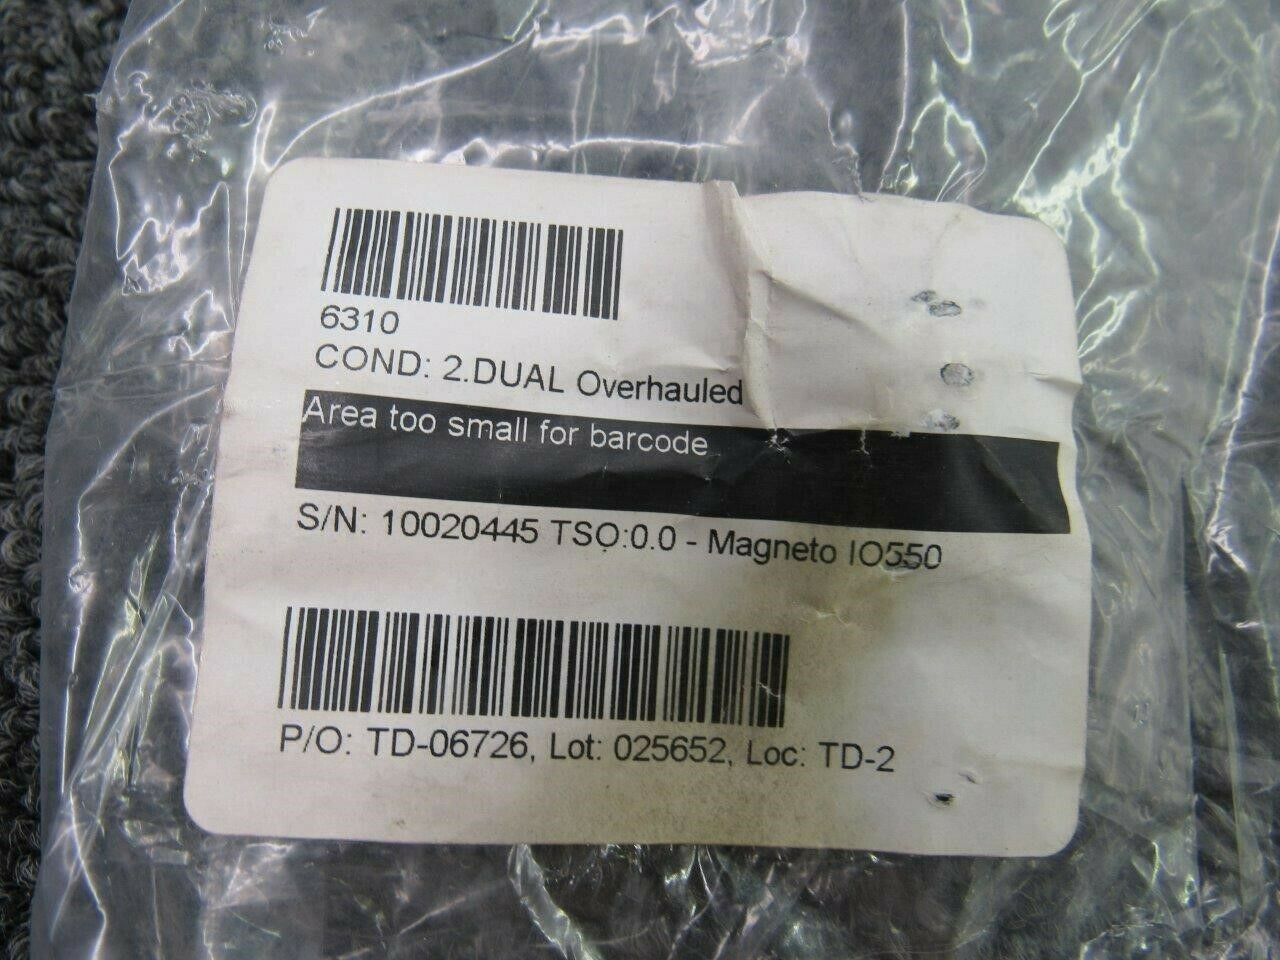 6310
COND: 2.DUAL Overhauled
Area too small for barcode
S/N: 10020445 TSO:0.0 - Magneto IO550
P/O: TD-06726, Lot: 025652, Loc: TD-2